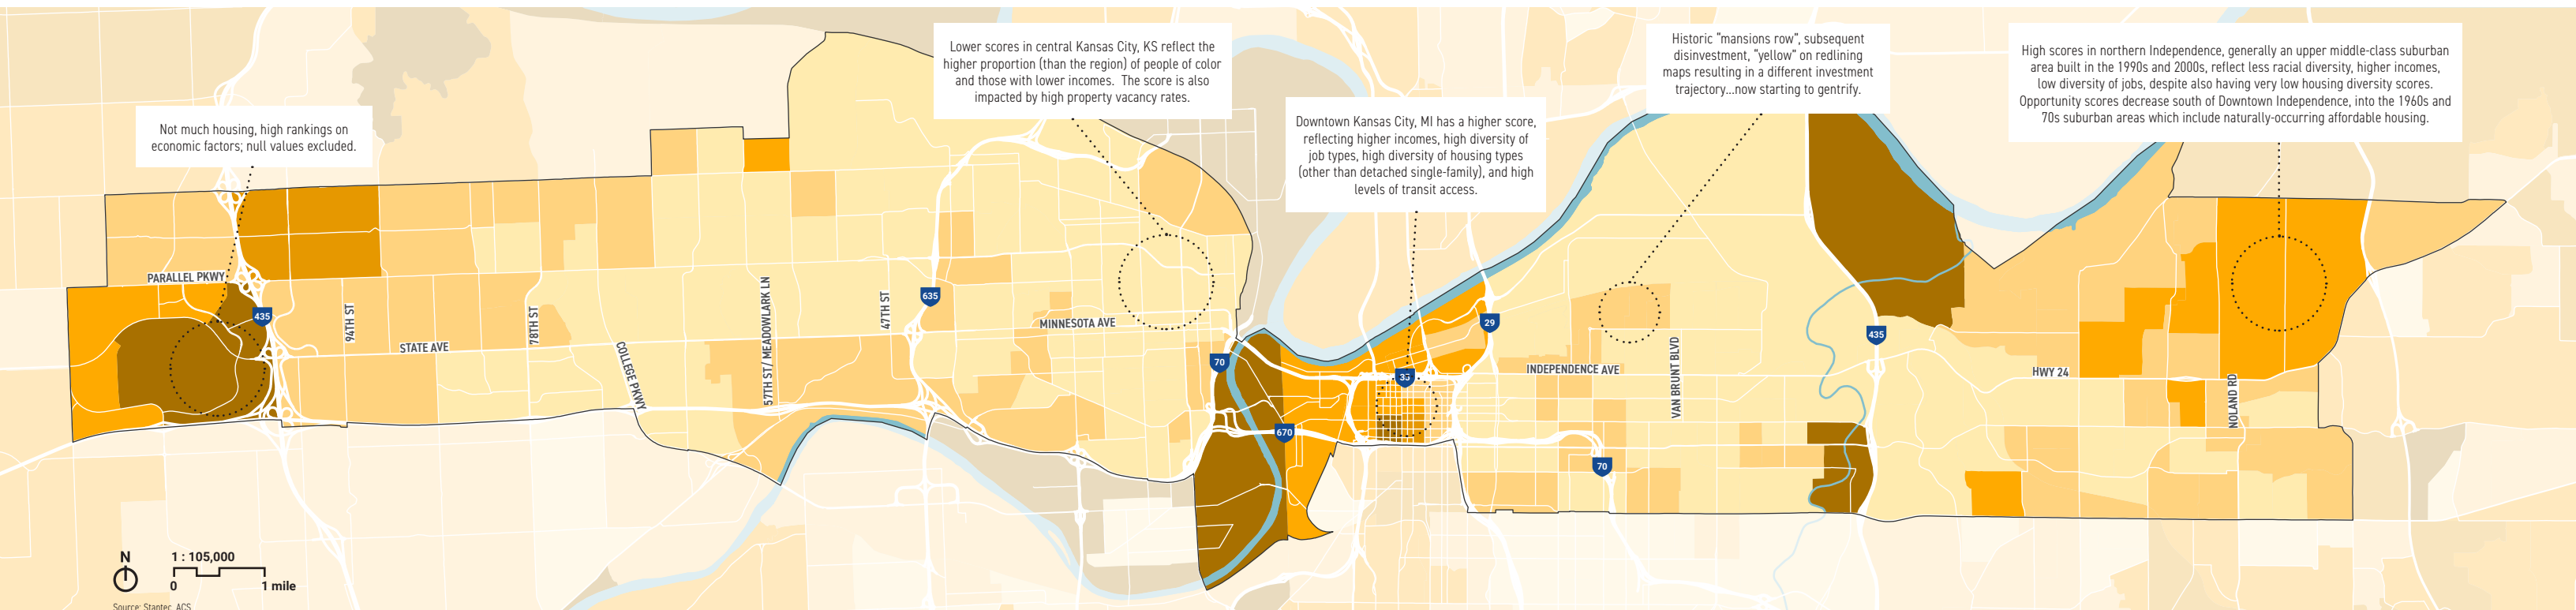 Not much housing, high rankings on
economic factors; null values excluded.
Lower scores in central Kansas City, KS reflect the
higher proportion (than the region) of people of color
and those with lower incomes.  The score is also
impacted by high property vacancy rates.
Downtown Kansas City, MI has a higher score,
reflecting higher incomes, high diversity of
job types, high diversity of housing types
(other than detached single-family), and high
levels of transit access.
Historic "mansions row", subsequent
disinvestment, "yellow" on redlining
maps resulting in a different investment
trajectory...now starting to gentrify.
High scores in northern Independence, generally an upper middle-class suburban
area built in the 1990s and 2000s, reflect less racial diversity, higher incomes,
low diversity of jobs, despite also having very low housing diversity scores.
Opportunity scores decrease south of Downtown Independence, into the 1960s and
70s suburban areas which include naturally-occurring affordable housing.
PARALLEL PKWY
435
94TH ST
STATE AVE
78TH ST
COLLEGE PKWY
57TH ST/ MEADOWLARK LN
47TH ST
635
MINNESOTA AVE
70
670
35
29
INDEPENDENCE AVE
70
VAN BRUNT BLVD
435
HWY 24
NOLAND RD
N
1 : 105,000
0
1 mile
Source: Stantec, ACS